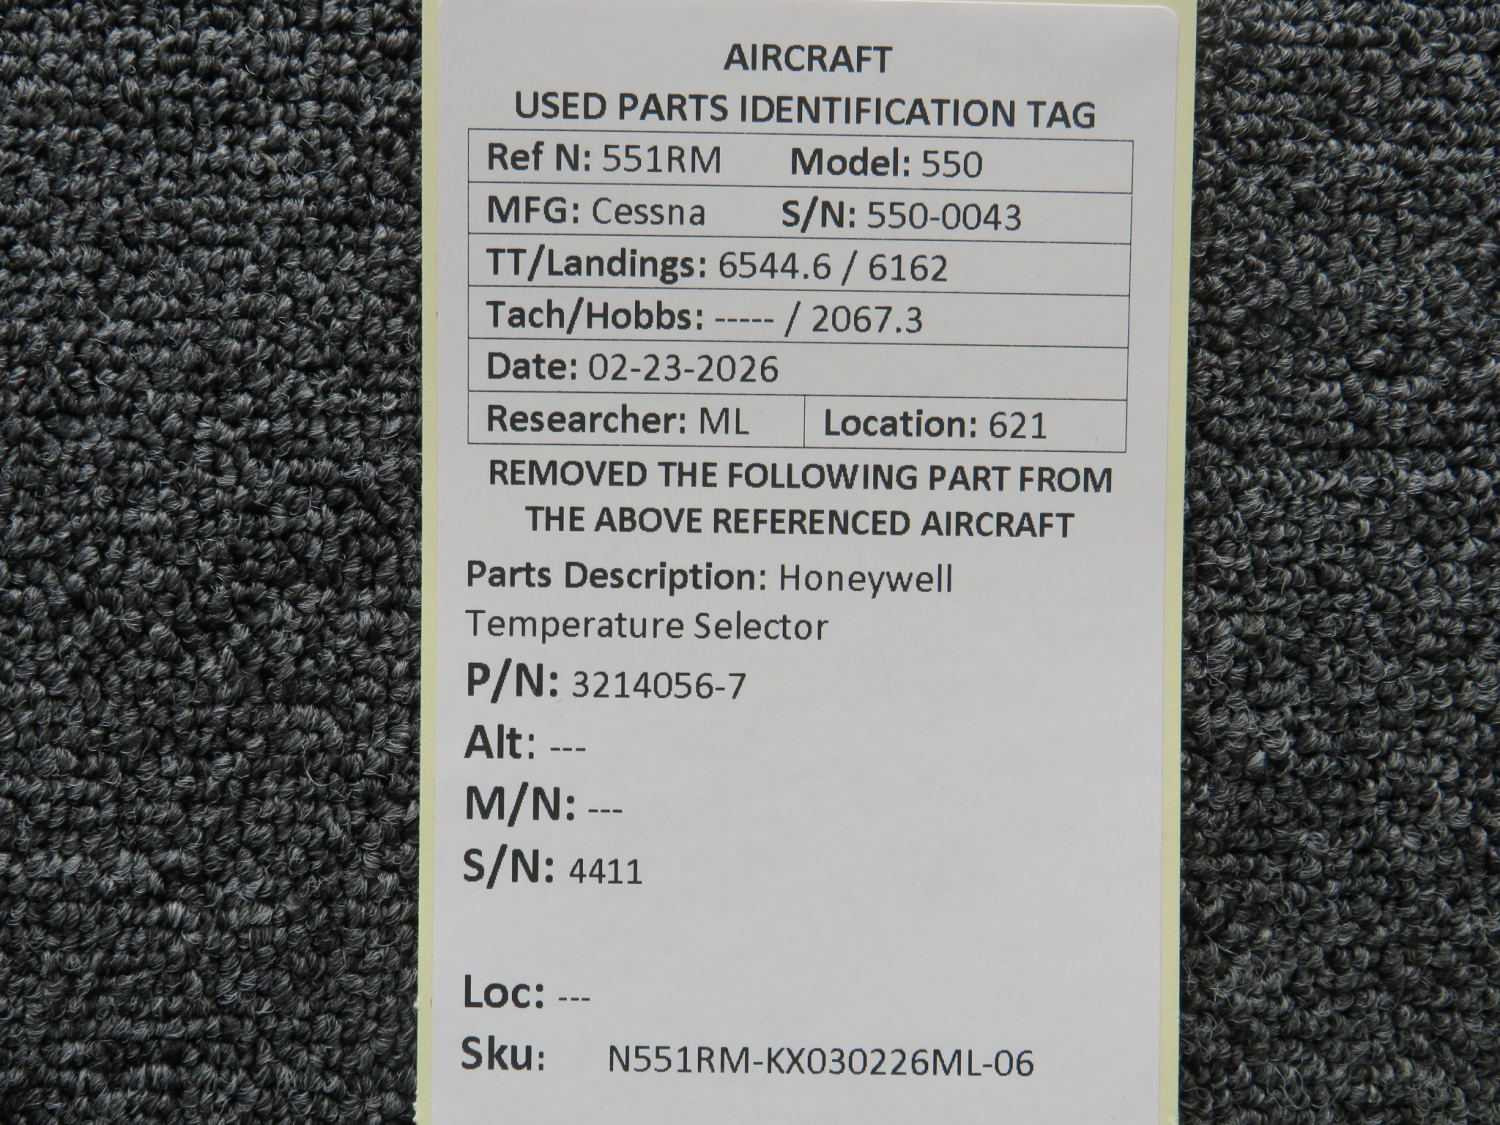 AIRCRAFT
USED PARTS IDENTIFICATION TAG
Ref N: 551RM Model: 550
MFG: Cessna S/N: 550-0043
TT/Landings: 6544.6 / 6162
Tach/Hobbs: ----- / 2067.3
Date: 02-23-2026
Researcher: ML Location: 621
REMOVED THE FOLLOWING PART FROM
THE ABOVE REFERENCED AIRCRAFT
Parts Description: Honeywell
Temperature Selector
P/N: 3214056-7
Alt: ---
M/N: ---
S/N: 4411
Loc: ---
Sku: N551RM-KX030226ML-06